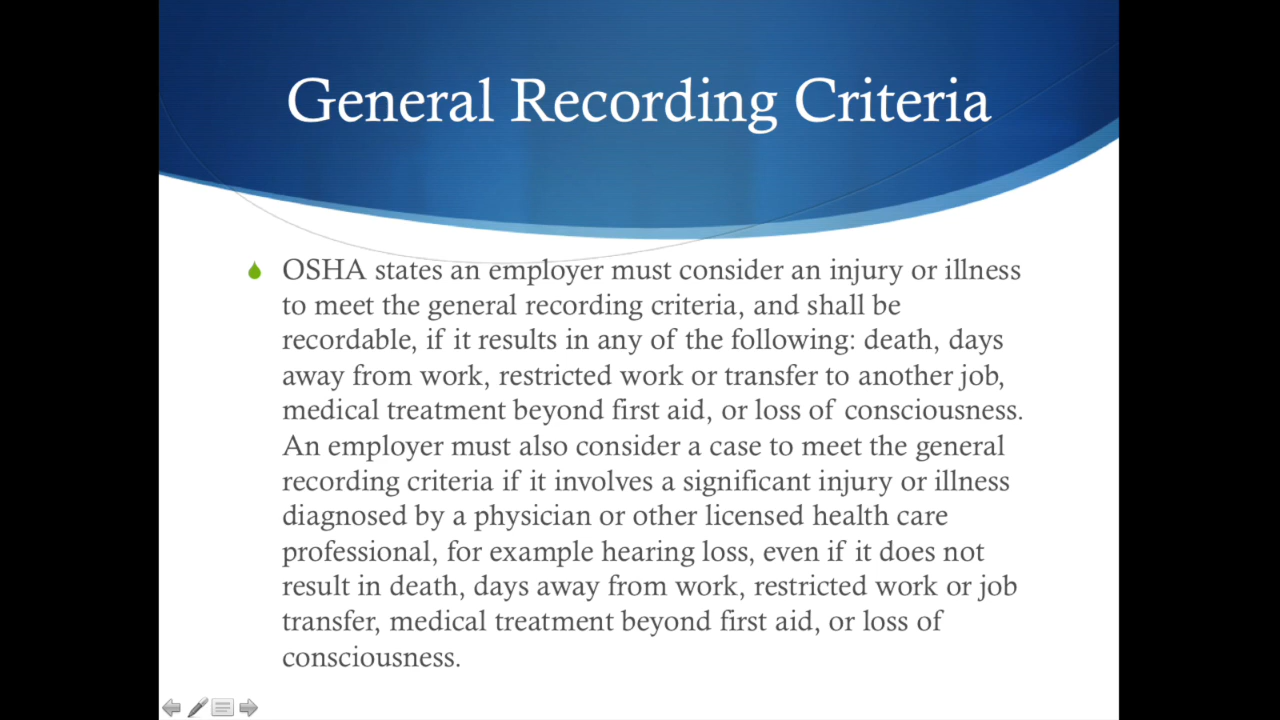 General Recording Criteria
OSHA states an employer must consider an injury or illness
to meet the general recording criteria, and shall be
recordable, if it results in any of the following: death, days
away from work, restricted work or transfer to another job,
medical treatment beyond first aid, or loss of consciousness.
An employer must also consider a case to meet the general
recording criteria if it involves a significant injury or illness
diagnosed by a physician or other licensed health care
professional, for example hearing loss, even if it does not
result in death, days away from work, restricted work or job
transfer, medical treatment beyond first aid, or loss of
consciousness.